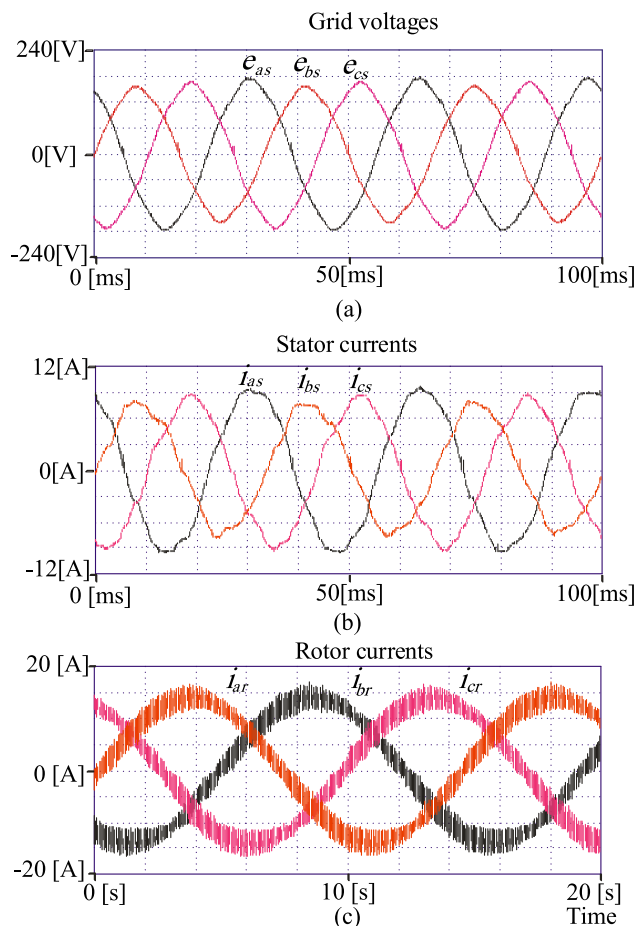 Grid voltages
240[V]
e_as e_bs e_cs
0[V]
-240[V]
0 [ms] 50[ms] 100[ms]
(a)
Stator currents
12[A]
i_as i_bs i_cs
0[A]
-12[A]
0 [ms] 50[ms] 100[ms]
(b)
Rotor currents
20 [A]
i_ar i_br i_cr
0 [A]
-20 [A]
0 [s] 10[s] 20 [s]
(c) Time